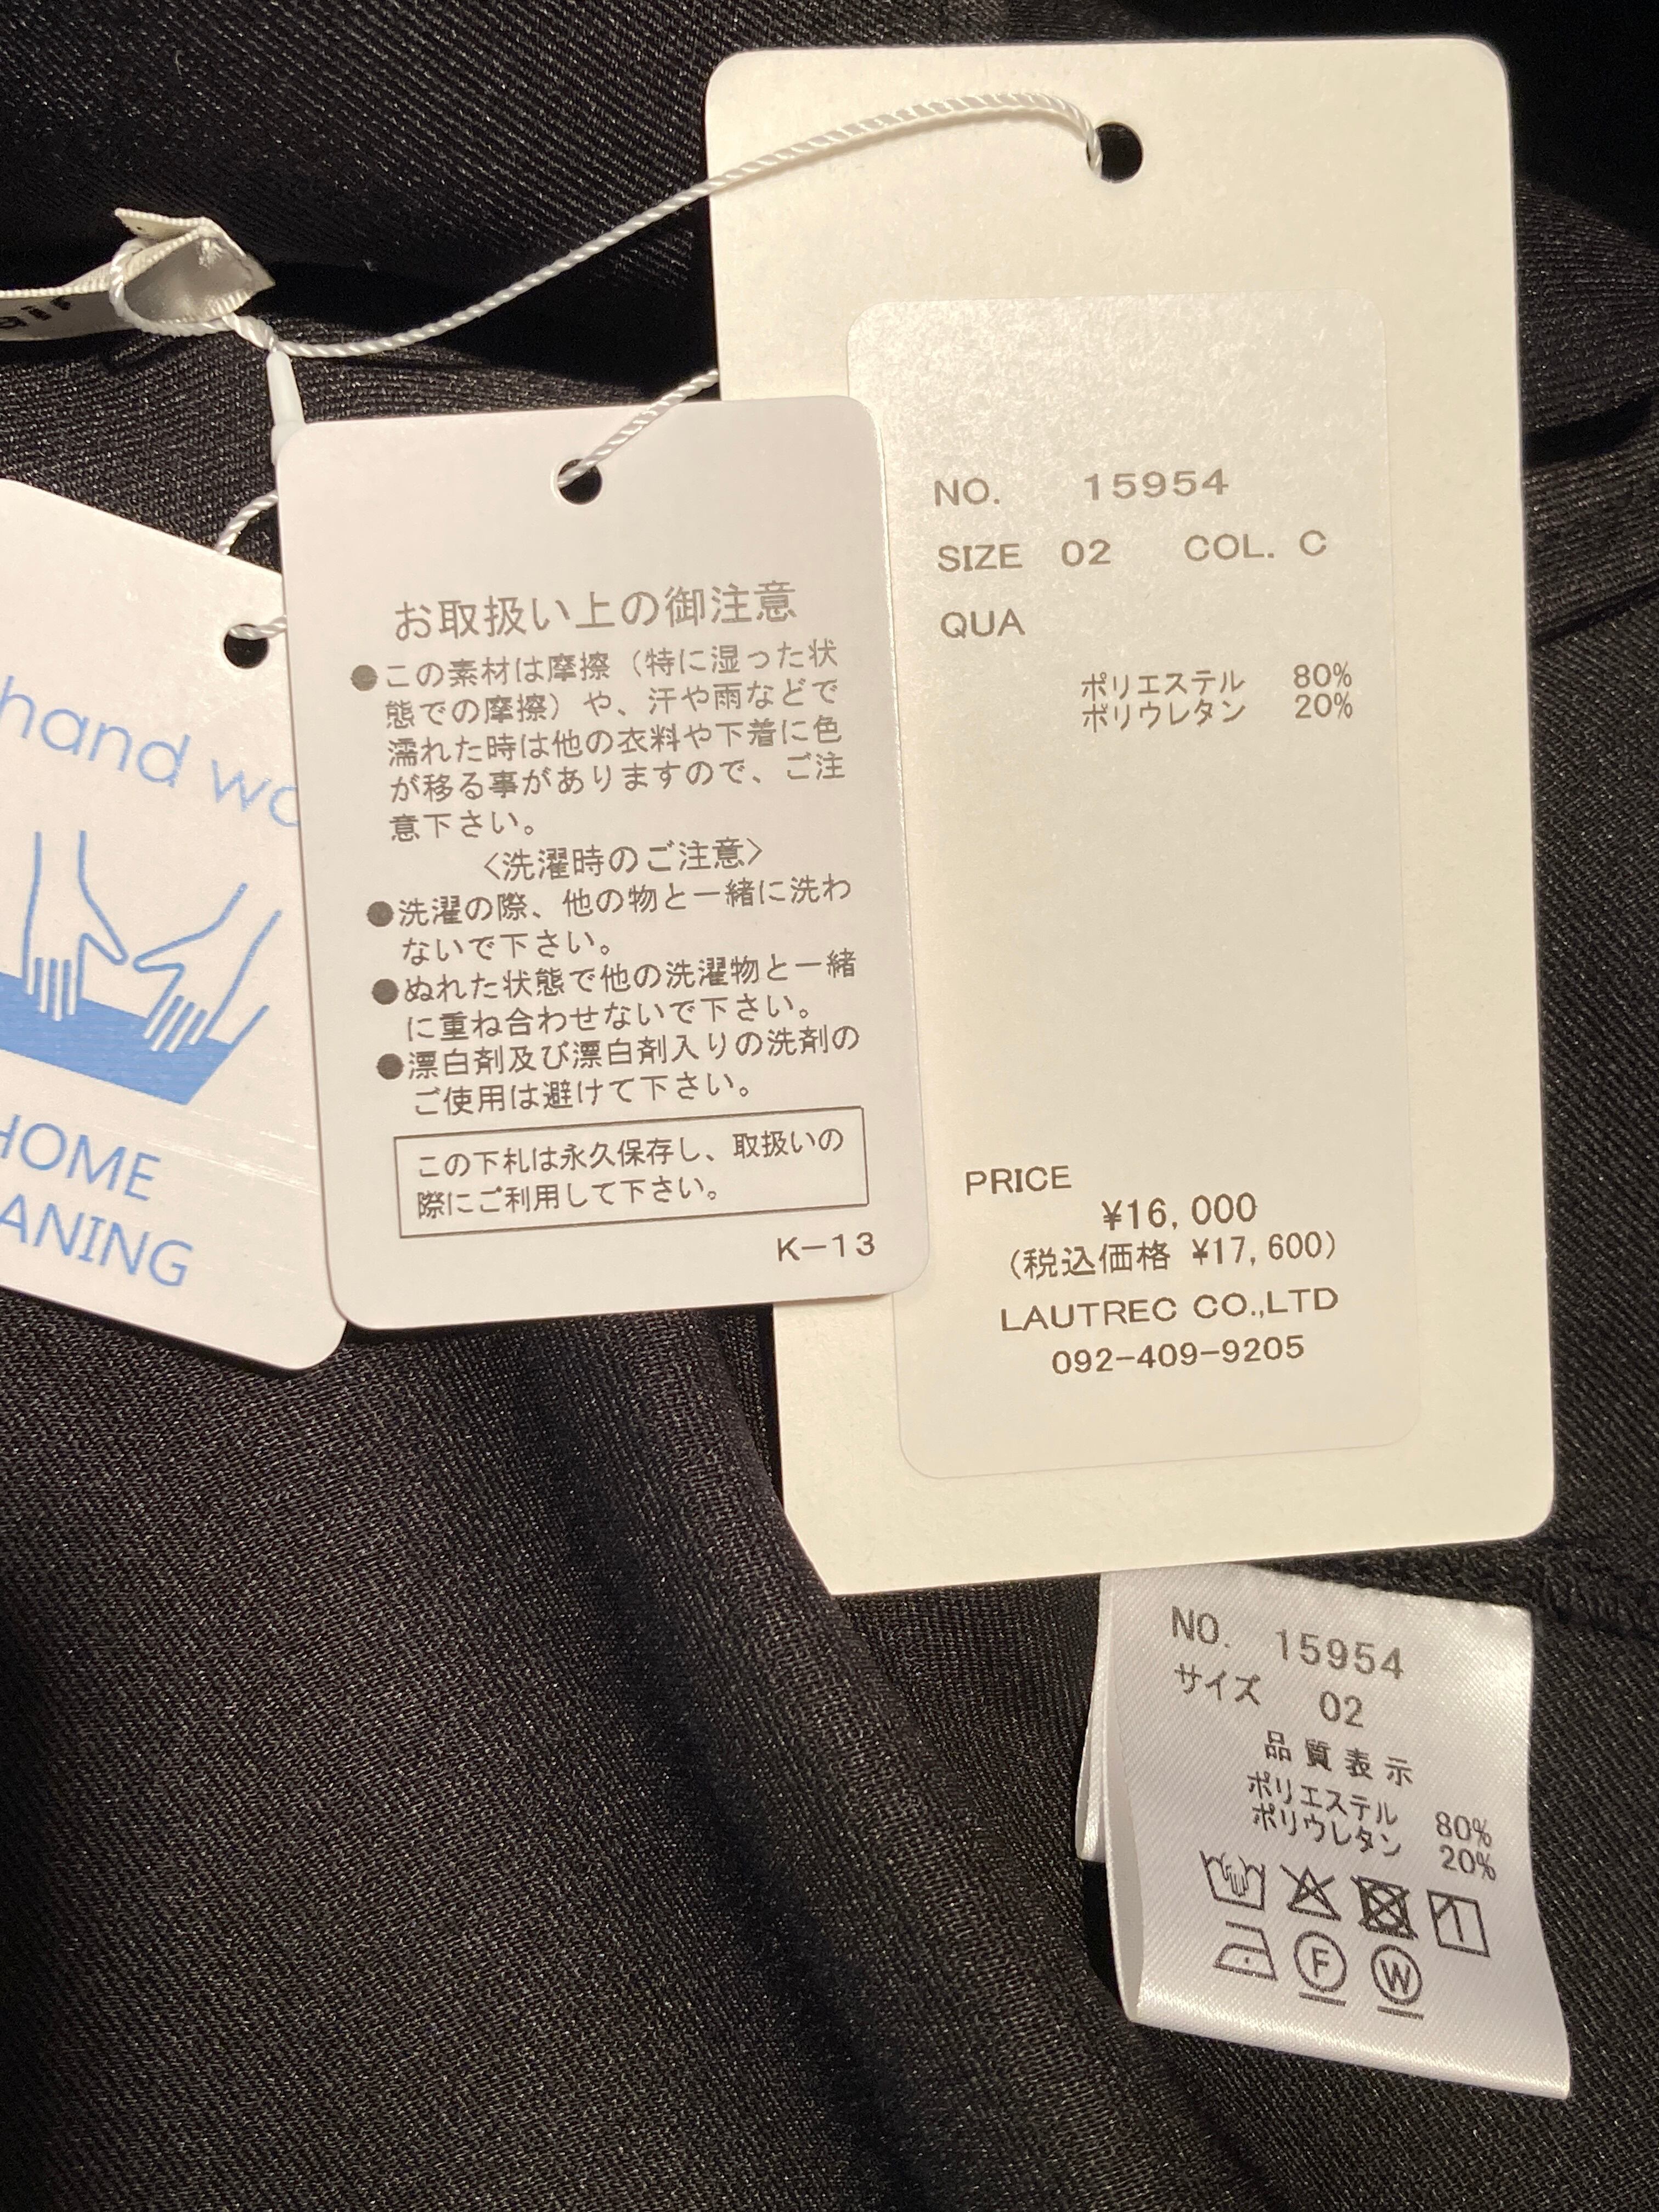 hand
HOME
ANING
お取扱い上の御注意
●この素材は摩擦（特に湿った状
態での摩擦）や、汗や雨などで
濡れた時は他の衣料や下着に色
が移る事がありますので、ご注
意下さい。
〈洗濯時のご注意〉
●洗濯の際、他の物と一緒に洗わ
ないで下さい。
●ぬれた状態で他の洗濯物と一緒
に重ね合わせないで下さい。
●漂白剤及び漂白剤入りの洗剤の
ご使用は避けて下さい。
この下札は永久保存し、取扱いの
際にご利用して下さい。
K-13
NO. 15954
SIZE 02 COL. C
QUA
ポリエステル 80%
ポリウレタン 20%
PRICE
¥16,000
(税込価格 ¥17,600)
LAUTREC CO.,LTD
092-409-9205
NO. 15954
サイズ 02
品質表示
ポリエステル 80%
ポリウレタン 20%
F W